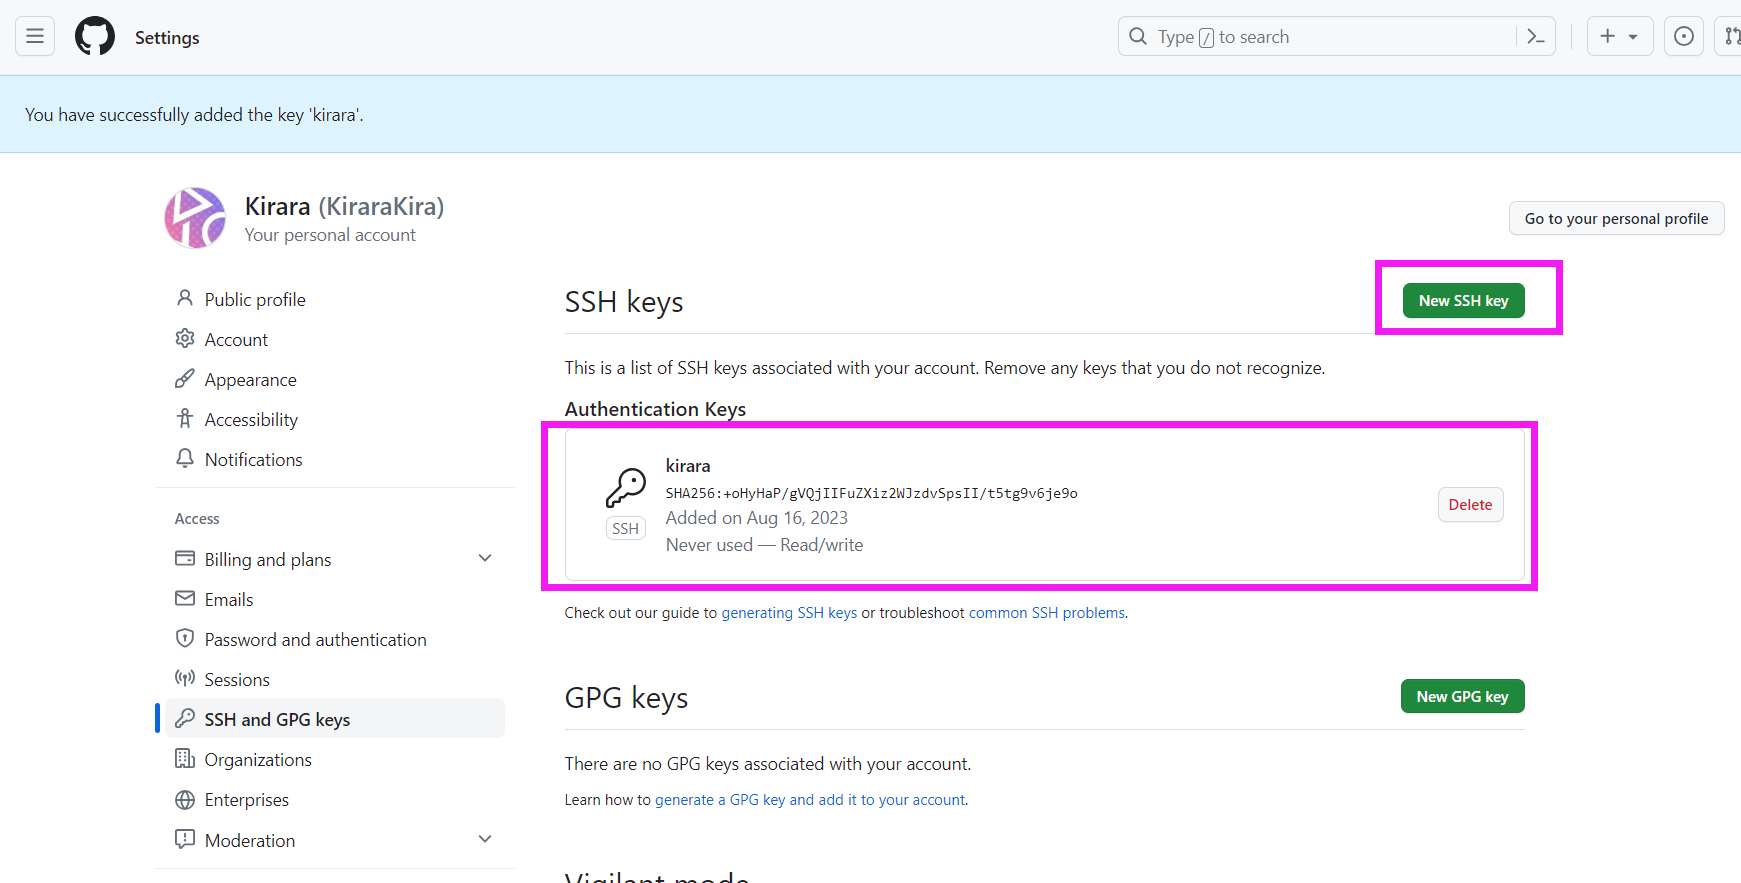 Settings
Type / to search
You have successfully added the key 'kirara'.
Kirara (KiraraKira)
Your personal account
Go to your personal profile
Public profile
Account
Appearance
Accessibility
Notifications
Access
Billing and plans
Emails
Password and authentication
Sessions
SSH and GPG keys
Organizations
Enterprises
Moderation
SSH keys
New SSH key
This is a list of SSH keys associated with your account. Remove any keys that you do not recognize.
Authentication Keys
kirara
SHA256:+oHyHaP/gVQjIIFuZXiz2WJzdvSpsII/t5tg9v6je9o
Added on Aug 16, 2023
Never used — Read/write
SSH
Delete
Check out our guide to generating SSH keys or troubleshoot common SSH problems.
GPG keys
New GPG key
There are no GPG keys associated with your account.
Learn how to generate a GPG key and add it to your account.
Vigilant mode